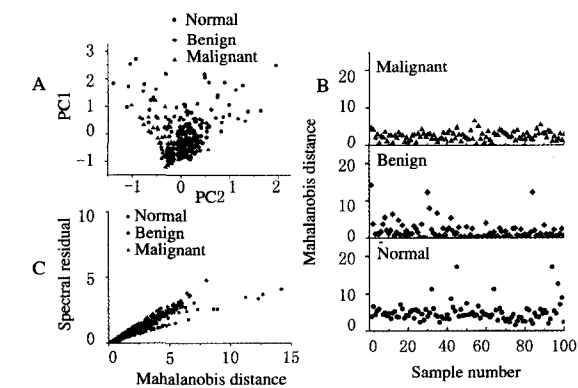 Normal
Benign
Malignant
A
PC1
3
2
1
0
−1
−1 0 1 2
PC2
B
Mahalanobis distance
Malignant
20
10
0
Benign
20
10
0
Normal
20
10
0
0 20 40 60 80 100
Sample number
C
Spectral residual
Normal
Benign
Malignant
10
5
0
0 5 10 15
Mahalanobis distance